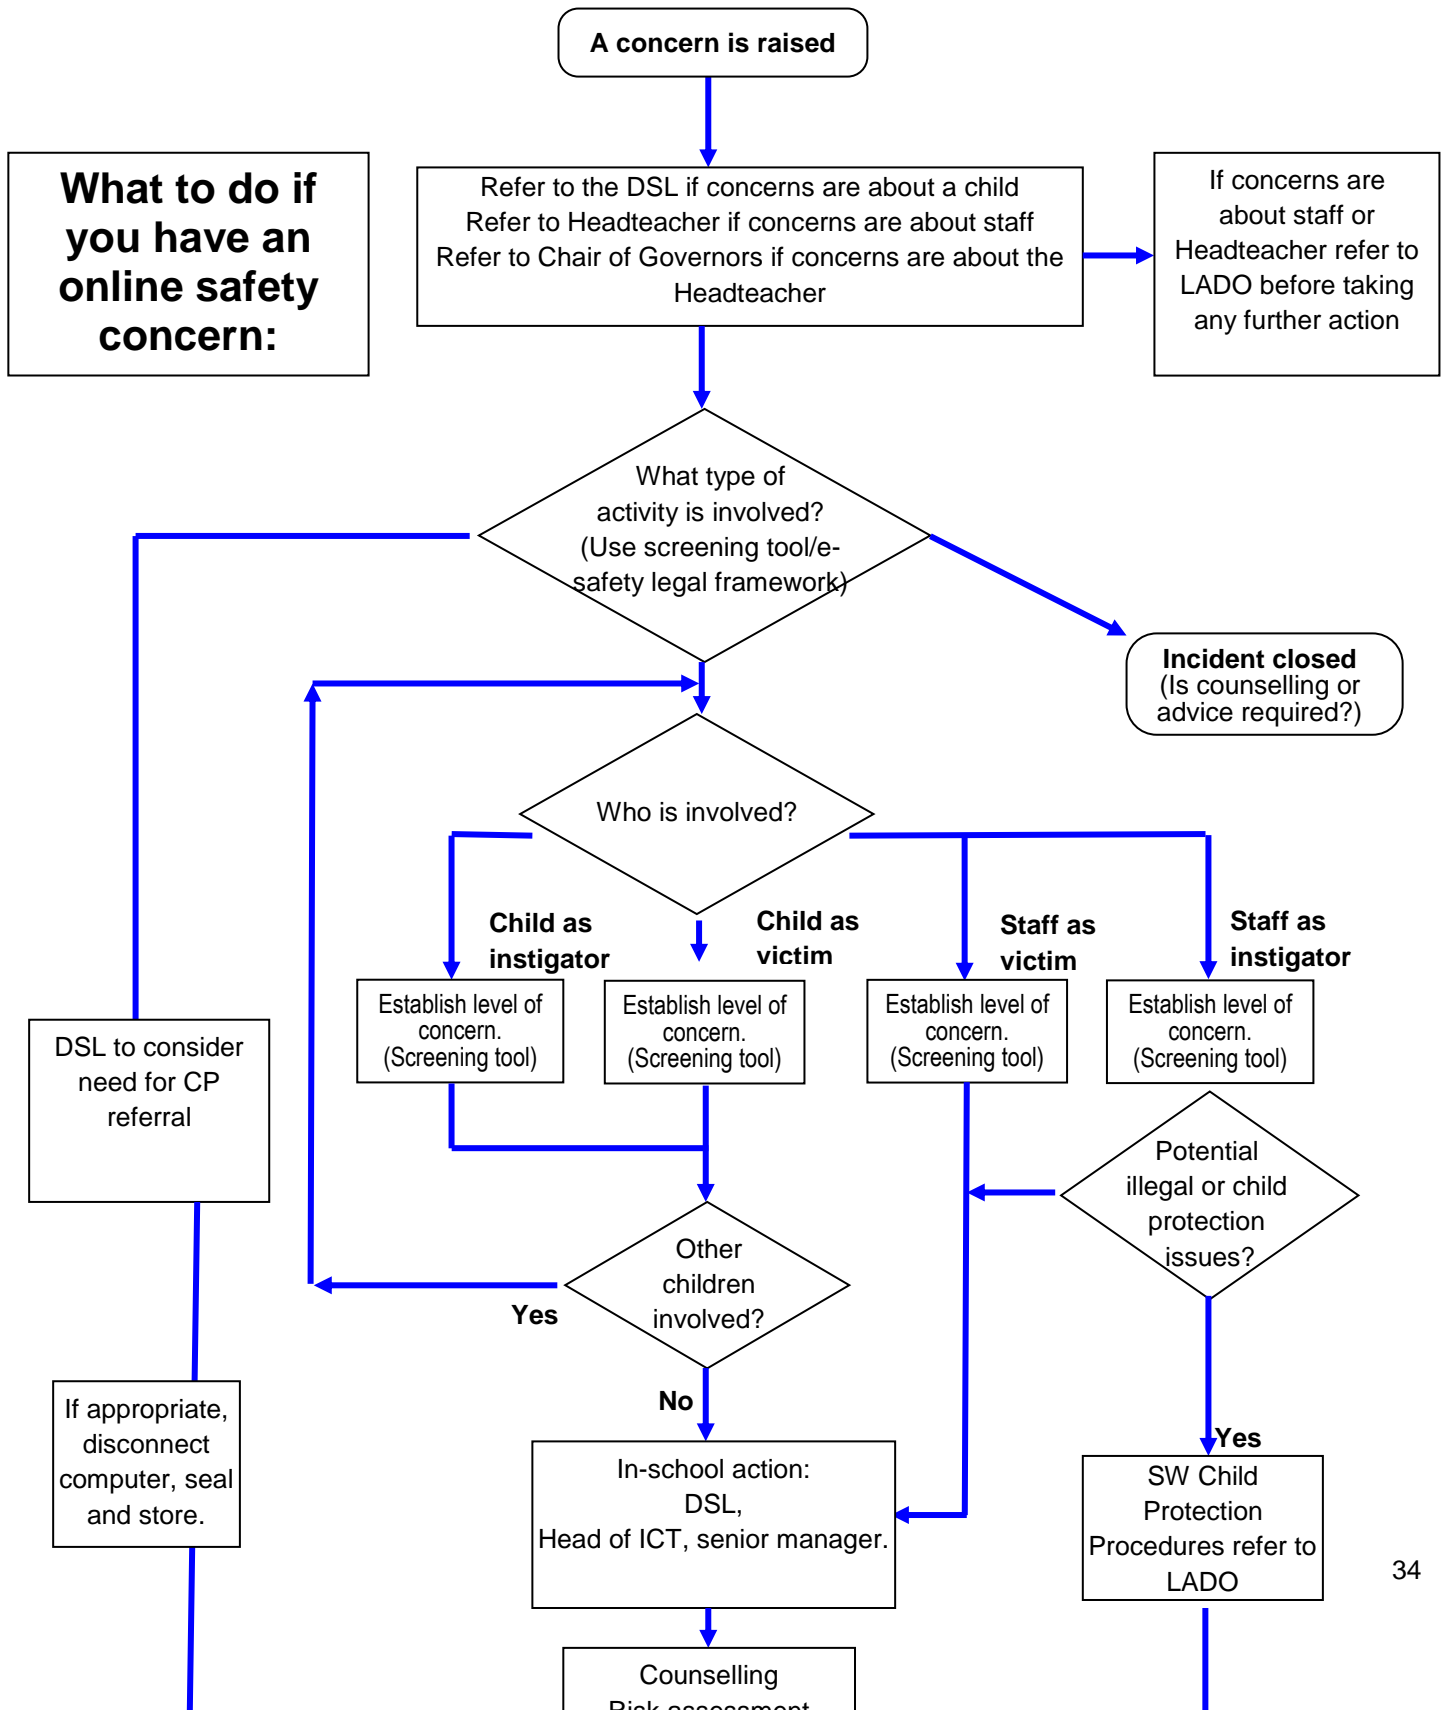 A concern is raised
What to do if
you have an
online safety
concern:
Refer to the DSL if concerns are about a child
Refer to Headteacher if concerns are about staff
Refer to Chair of Governors if concerns are about the
Headteacher
If concerns are
about staff or
Headteacher refer to
LADO before taking
any further action
What type of
activity is involved?
(Use screening tool/e-
safety legal framework)
Incident closed
(Is counselling or
advice required?)
Who is involved?
Child as
instigator
Child as
victim
Staff as
victim
Staff as
instigator
Establish level of
concern.
(Screening tool)
Establish level of
concern.
(Screening tool)
Establish level of
concern.
(Screening tool)
Establish level of
concern.
(Screening tool)
DSL to consider
need for CP
referral
Potential
illegal or child
protection
issues?
Other
children
involved?
Yes
No
If appropriate,
disconnect
computer, seal
and store.
Yes
In-school action:
DSL,
Head of ICT, senior manager.
SW Child
Protection
Procedures refer to
LADO
34
Counselling
Risk assessment